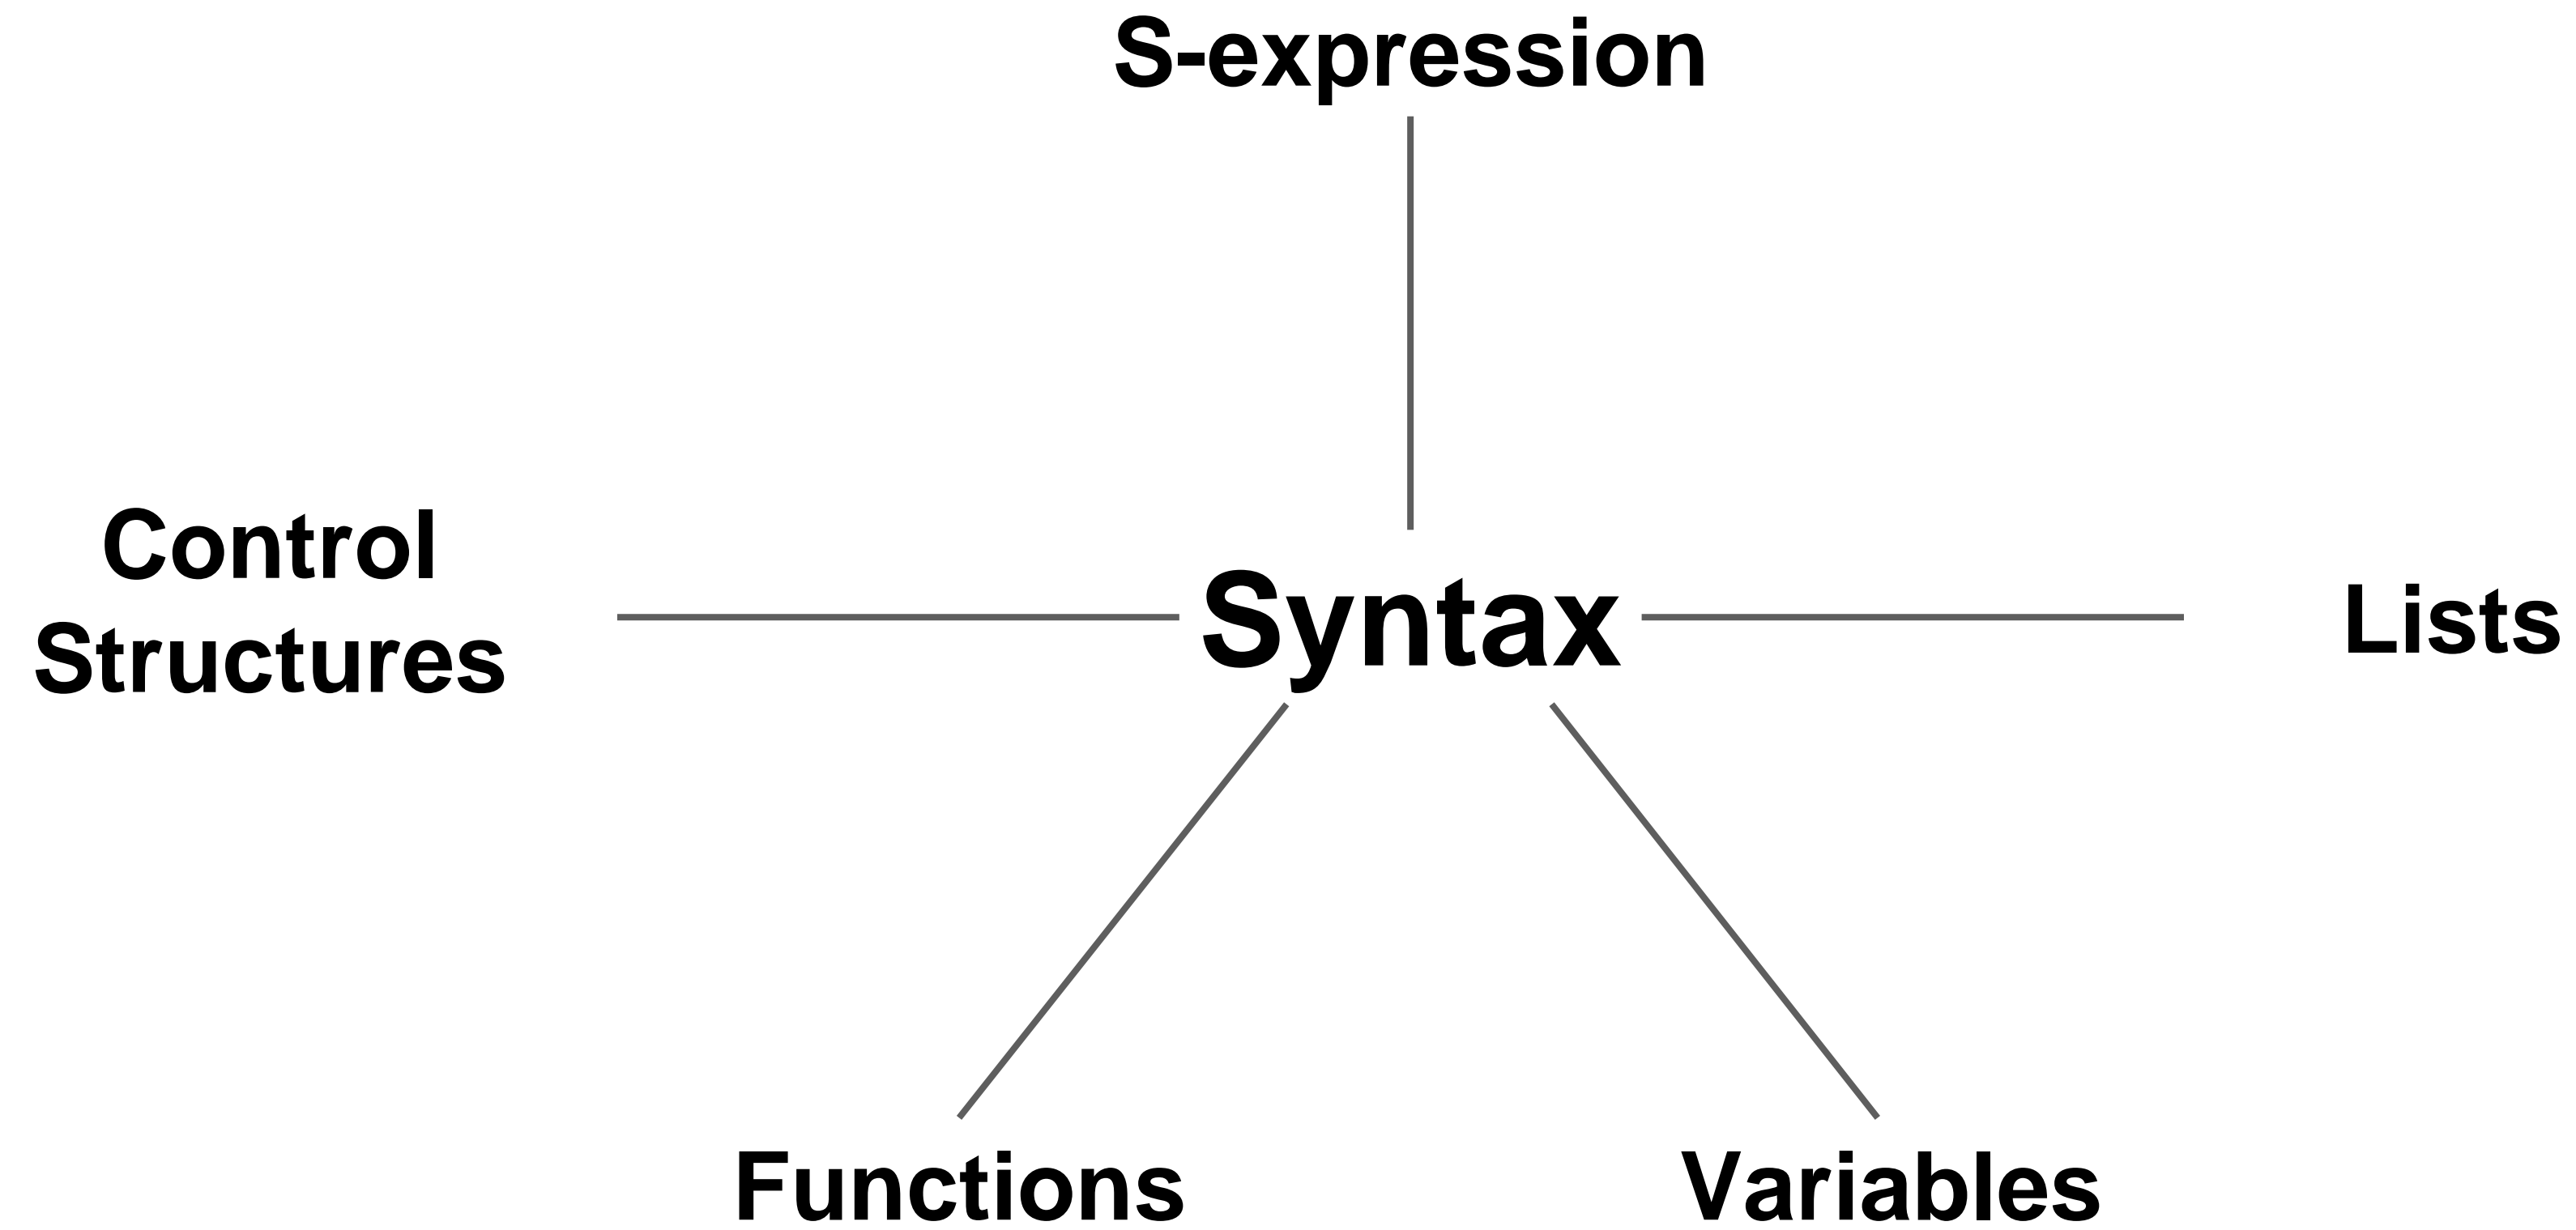 S-expression
Control
Structures
Syntax
Lists
Functions
Variables